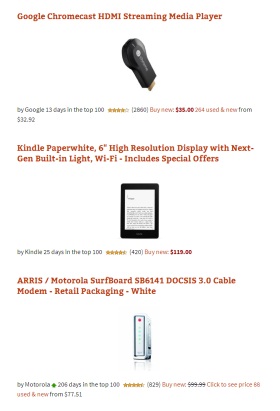 Google Chromecast HDMI Streaming Media Player
by Google 13 days in the top 100 (2860) Buy new: $35.00 264 used & new from
$32.92
Kindle Paperwhite, 6" High Resolution Display with Next-
Gen Built-in Light, Wi-Fi - Includes Special Offers
by Kindle 25 days in the top 100 (420) Buy new: $119.00
ARRIS / Motorola SurfBoard SB6141 DOCSIS 3.0 Cable
Modem - Retail Packaging - White
by Motorola 206 days in the top 100 (829) Buy new: $99.99 Click to see price 88
used & new from $77.51